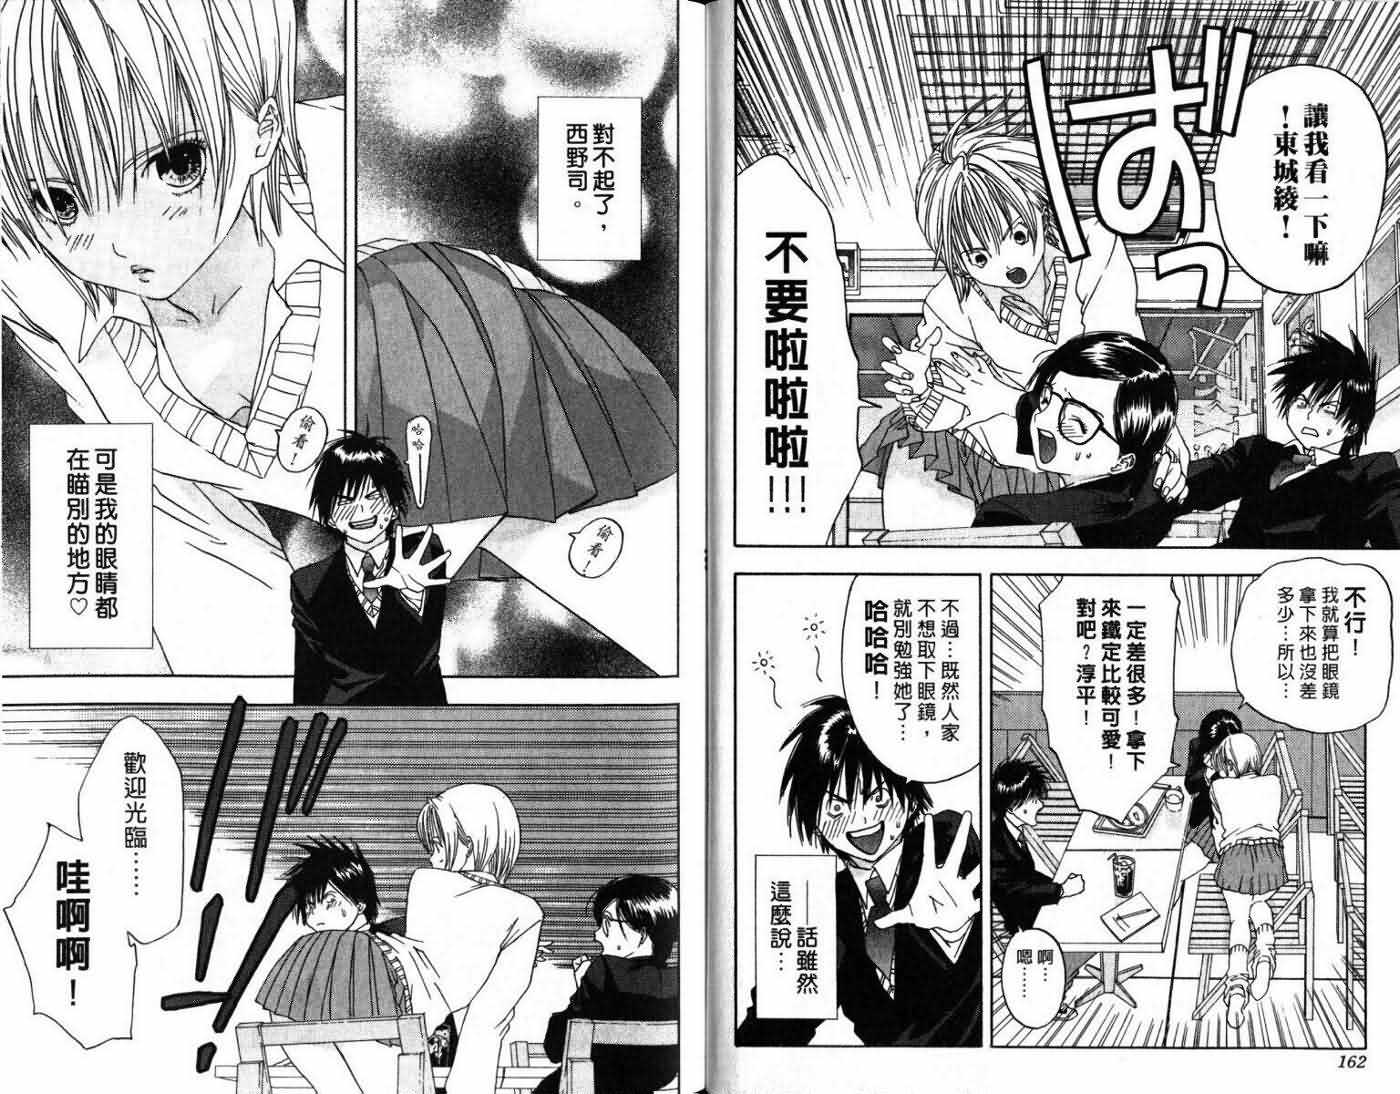 讓我看一下嘛
！東城綾！
ばっ
不要啦啦啦!!!
不行！
我就算把眼鏡
拿下來也沒差
多少…所以…
一定差很多！拿下
來鐵定比較可愛！
對吧？淳平！
啊…
嗯……
不過…既然人家
不想取下眼鏡，
就別勉強她了…
哈哈哈！
——話雖然
這麼說…
162
對不起了，
西野司。
哈哈…
偷看！
偷看！
可是我的眼睛都
在瞄別的地方♡
歡迎光臨……
哇啊啊！